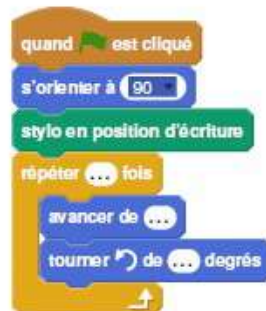 quand est cliqué
s'orienter à 90
stylo en position d'écriture
répéter ... fois
avancer de ...
tourner de ... degrés